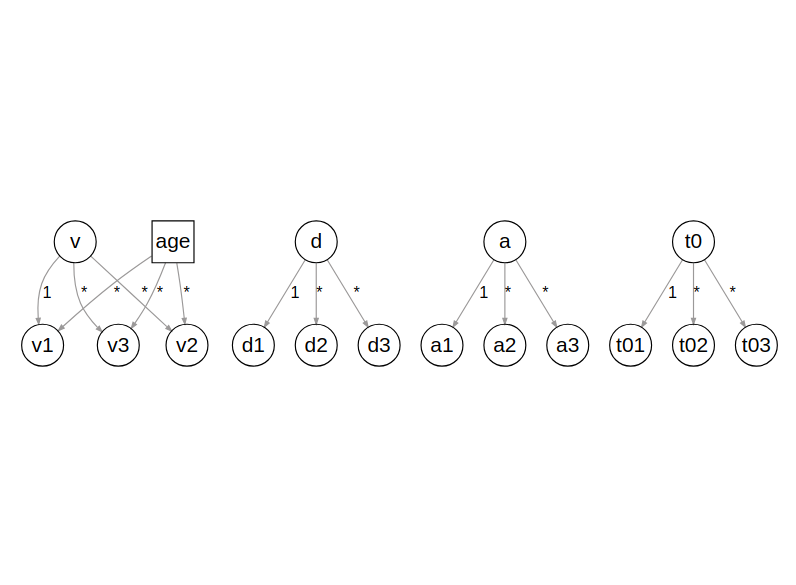 v age d a t0
1 * * * * * 1 * * 1 * * 1 * *
v1 v3 v2 d1 d2 d3 a1 a2 a3 t01 t02 t03